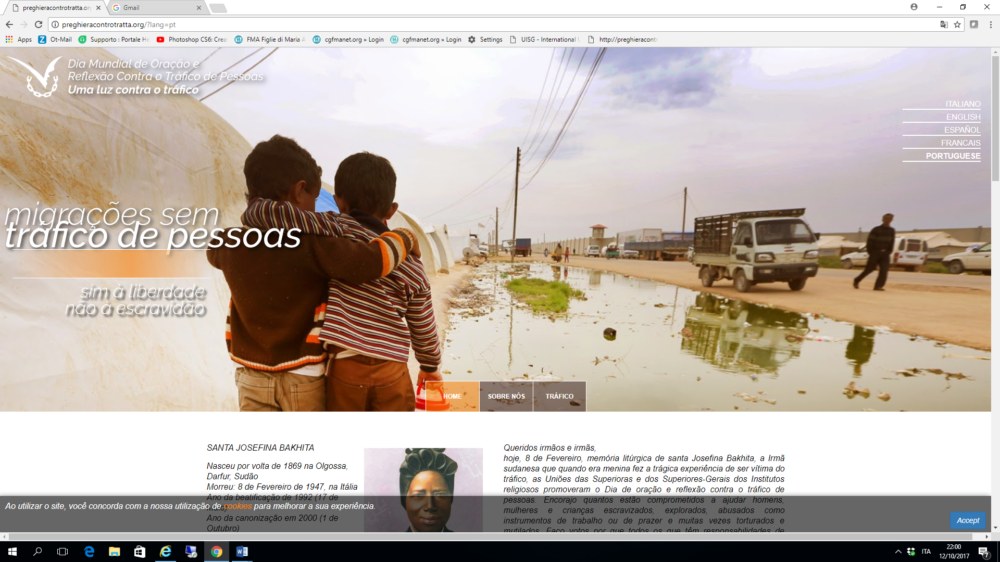 preghieracontrotratta.org
Gmail
preghieracontrotratta.org/?lang=pt
Apps
Ot-Mail
Supporto : Portale He
Photoshop CS6: Crea
FMA Figlie di Maria A
cgfmanet.org » Login
cgfmanet.org » Login
Settings
UISG - International U
http://preghieracontr
Dia Mundial de Oração e
Reflexão Contra o Tráfico de Pessoas
Uma luz contra o tráfico
ITALIANO
ENGLISH
ESPAÑOL
FRANCAIS
PORTUGUESE
migrações sem
tráfico de pessoas
sim à liberdade
não à escravidão
HOME
SOBRE NÓS
TRÁFICO
SANTA JOSEFINA BAKHITA
Nasceu por volta de 1869 na Olgossa,
Darfur, Sudão
Morreu: 8 de Fevereiro de 1947, na Itália
Ano da beatificação de 1992 (17 de
Ano da canonização em 2000 (1 de
Outubro)
Queridos irmãos e irmãs,
hoje, 8 de Fevereiro, memória litúrgica de santa Josefina Bakhita, a Irmã
sudanesa que quando era menina fez a trágica experiência de ser vítima do
tráfico, as Uniões das Superioras e dos Superiores-Gerais dos Institutos
religiosos promoveram o Dia de oração e reflexão contra o tráfico de
pessoas. Encorajo quantos estão comprometidos a ajudar homens,
mulheres e crianças escravizados, explorados, abusados como
instrumentos de trabalho ou de prazer e muitas vezes torturados e
mutilados. Faço votos por que todos os que têm responsabilidades de
Ao utilizar o site, você concorda com a nossa utilização de cookies para melhorar a sua experiência.
Accept
ITA
22:00
12/10/2017
7